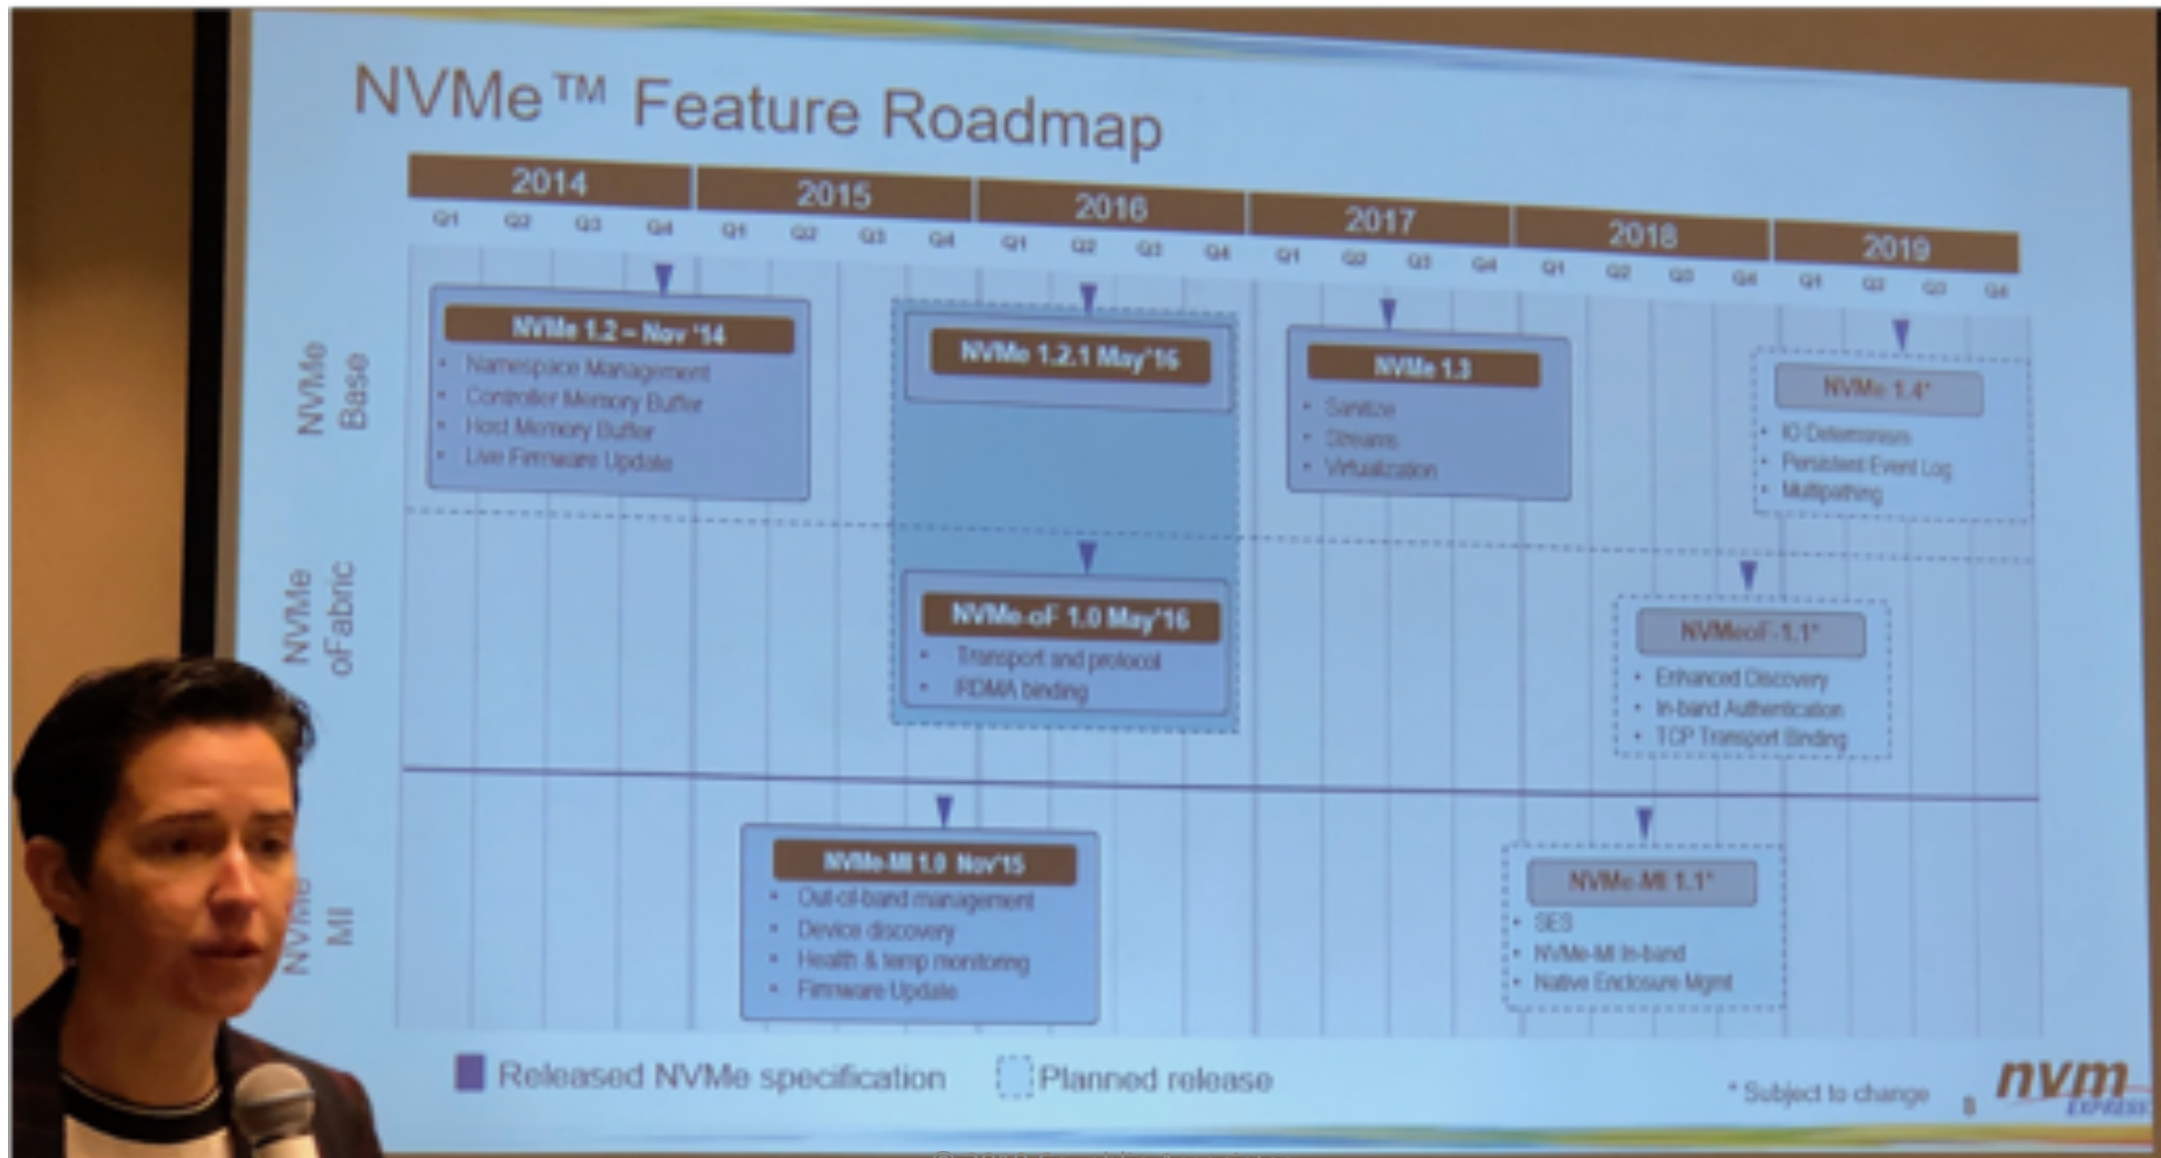 NVMe™ Feature Roadmap
2014 2015 2016 2017 2018 2019
Q1 Q2 Q3 Q4 Q1 Q2 Q3 Q4 Q1 Q2 Q3 Q4 Q1 Q2 Q3 Q4 Q1 Q2 Q3 Q4 Q1 Q2 Q3 Q4
NVMe
Base
NVMe 1.2 – Nov '14
• Namespace Management
• Controller Memory Buffer
• Host Memory Buffer
• Live Firmware Update
NVMe 1.2.1 May'16
NVMe 1.3
• Sanitize
• Streams
• Virtualization
NVMe 1.4*
• IO Determinism
• Persistent Event Log
• Multipathing
NVMe
oFabric
NVMe-oF 1.0 May'16
• Transport and protocol
• RDMA binding
NVMeoF-1.1*
• Enhanced Discovery
• In-band Authentication
• TCP Transport Binding
NVMe
MI
NVMe-MI 1.0 Nov'15
• Out-of-band management
• Device discovery
• Health & temp monitoring
• Firmware Update
NVMe-MI 1.1*
• SES
• NVMe-MI In-band
• Native Enclosure Mgmt
Released NVMe specification
Planned release
* Subject to change
8
nvm
EXPRESS